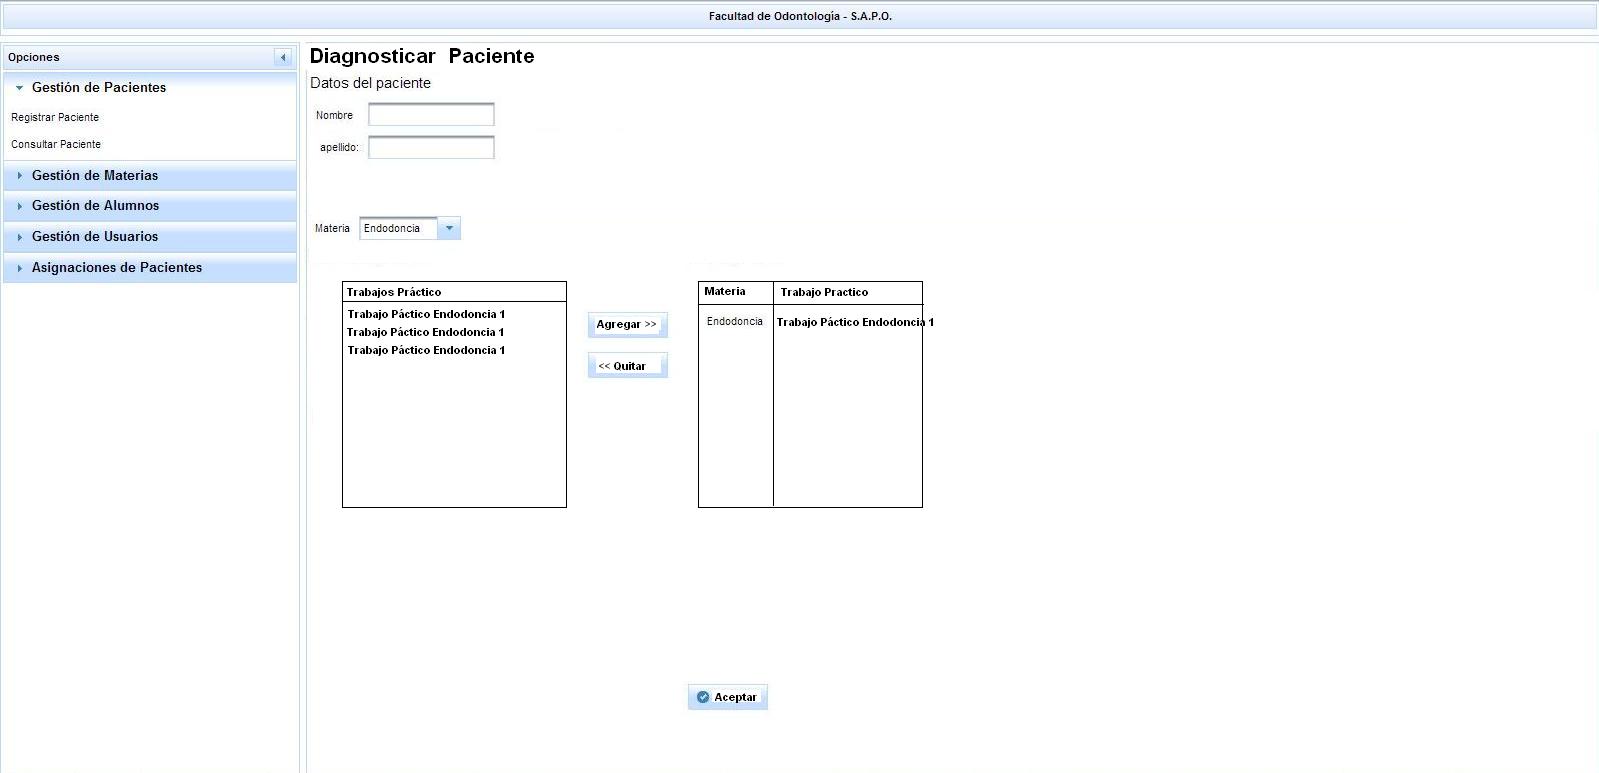 Facultad de Odontología - S.A.P.O.
Opciones
Gestión de Pacientes
Registrar Paciente
Consultar Paciente
Gestión de Materias
Gestión de Alumnos
Gestión de Usuarios
Asignaciones de Pacientes
Diagnosticar Paciente
Datos del paciente
Nombre
apellido:
Materia Endodoncia
Trabajos Práctico
Trabajo Páctico Endodoncia 1
Trabajo Páctico Endodoncia 1
Trabajo Páctico Endodoncia 1
Agregar >>
<< Quitar
Materia Trabajo Practico
Endodoncia Trabajo Páctico Endodoncia 1
Aceptar